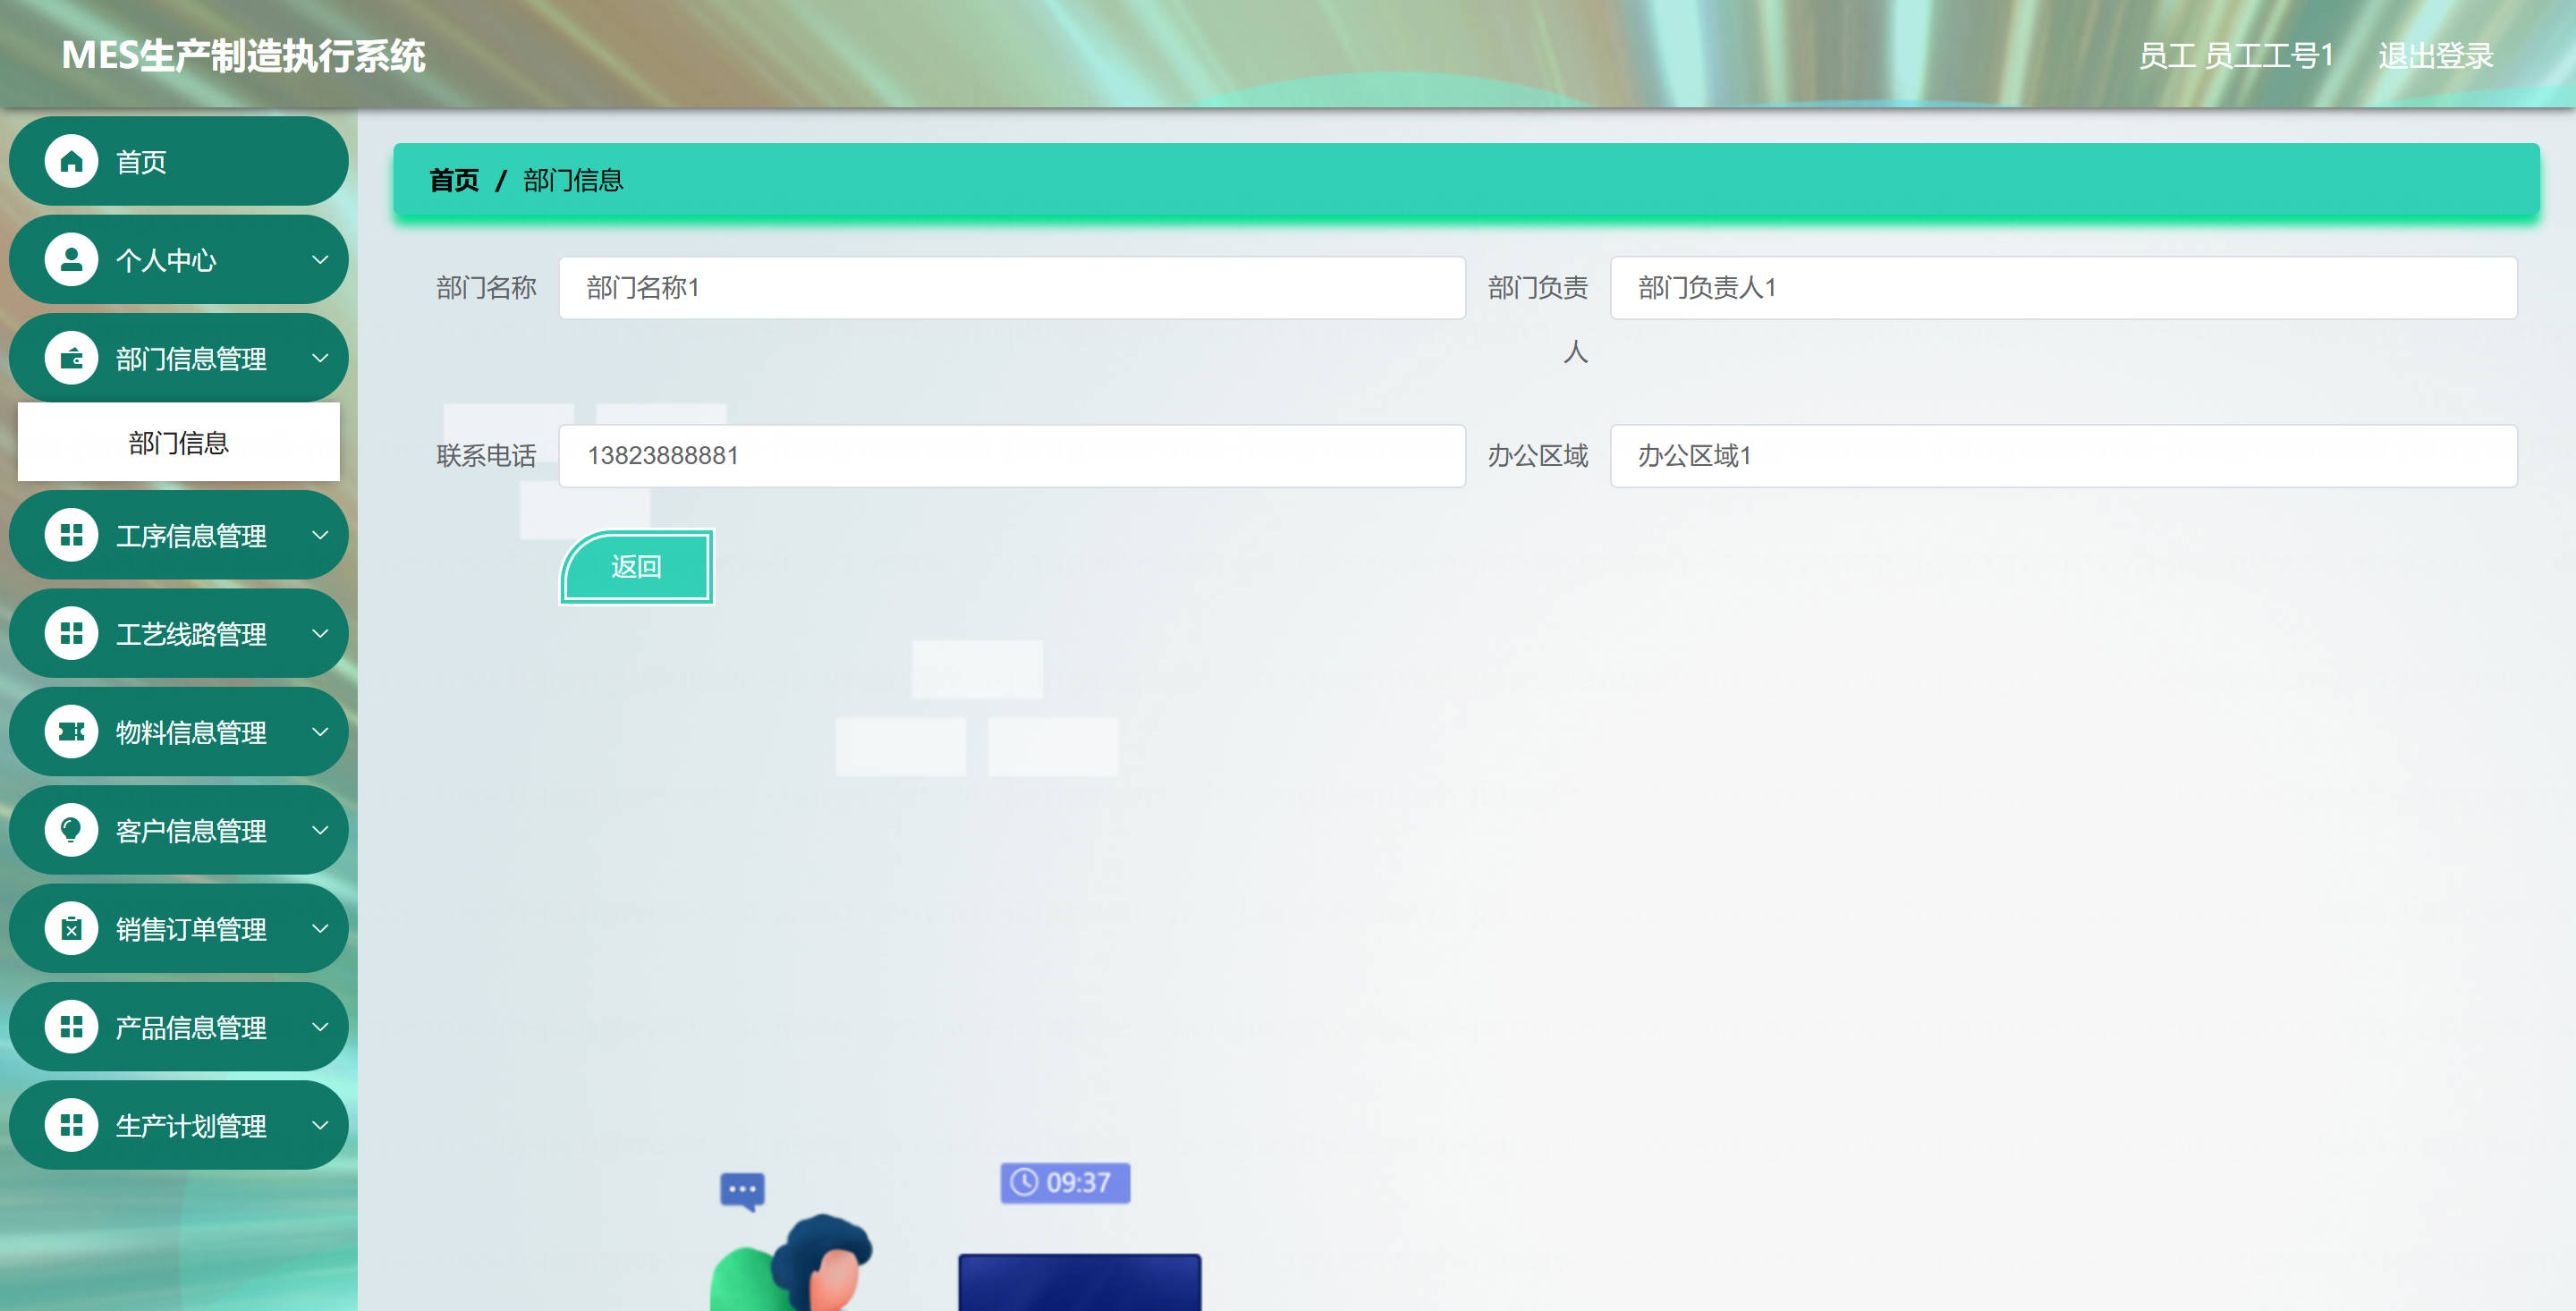 MES生产制造执行系统
员工 员工工号1 退出登录
首页
个人中心
部门信息管理
部门信息
工序信息管理
工艺线路管理
物料信息管理
客户信息管理
销售订单管理
产品信息管理
生产计划管理
首页 / 部门信息
部门名称 部门名称1
部门负责人 部门负责人1
联系电话 13823888881
办公区域 办公区域1
返回
09:37